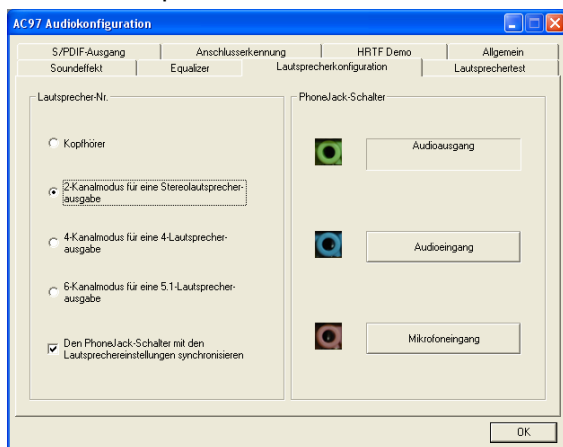 AC97 Audiokonfiguration
S/PDIF-Ausgang
Anschlusserkennung
HRTF Demo
Allgemein
Soundeffekt
Equalizer
Lautsprecherkonfiguration
Lautsprechertest
Lautsprecher-Nr.
Kopfhörer
2-Kanalmodus für eine Stereolautsprecher-
ausgabe
4-Kanalmodus für eine 4-Lautsprecher-
ausgabe
6-Kanalmodus für eine 5.1-Lautsprecher-
ausgabe
Den PhoneJack-Schalter mit den
Lautsprechereinstellungen synchronisieren
PhoneJack-Schalter
Audioausgang
Audioeingang
Mikrofoneingang
OK